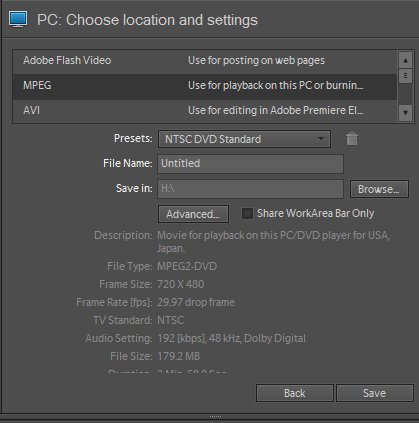 PC: Choose location and settings
Adobe Flash Video Use for posting on web pages
MPEG Use for playback on this PC or burnin...
AVI Use for editing in Adobe Premiere El...
Presets: NTSC DVD Standard
File Name: Untitled
Save in: H:\ Browse...
Advanced... Share WorkArea Bar Only
Description: Movie for playback on this PC/DVD player for USA,
Japan.
File Type: MPEG2-DVD
Frame Size: 720 X 480
Frame Rate [fps]: 29.97 drop frame
TV Standard: NTSC
Audio Setting: 192 [kbps], 48 kHz, Dolby Digital
File Size: 179.2 MB
Back Save